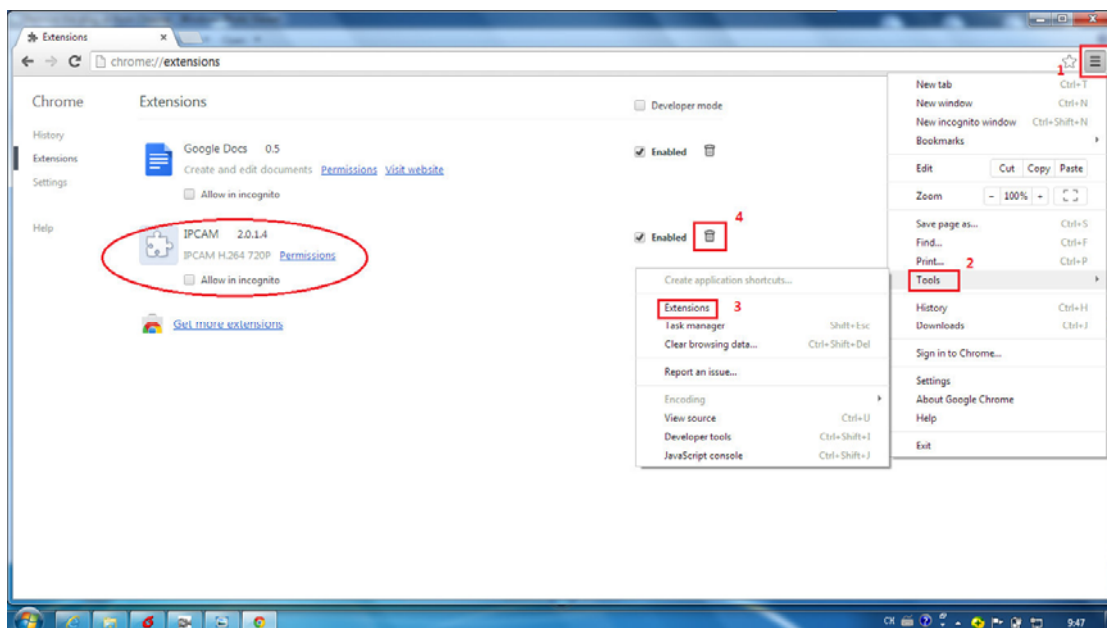 Extensions
chrome://extensions
1
Chrome
History
Extensions
Settings
Help
Extensions
Developer mode
Google Docs 0.5
Create and edit documents Permissions Visit website
Allow in incognito
Enabled
IPCAM 2.0.1.4
IPCAM H.264 720P Permissions
Allow in incognito
Enabled
4
Get more extensions
New tab Ctrl+T
New window Ctrl+N
New incognito window Ctrl+Shift+N
Bookmarks
Edit Cut Copy Paste
Zoom - 100% +
Save page as... Ctrl+S
Find... Ctrl+F
Print... Ctrl+P
2
Tools
History Ctrl+H
Downloads Ctrl+J
Sign in to Chrome...
Settings
About Google Chrome
Help
Exit
Create application shortcuts...
Extensions 3
Task manager Shift+Esc
Clear browsing data... Ctrl+Shift+Del
Report an issue...
Encoding
View source Ctrl+U
Developer tools Ctrl+Shift+I
JavaScript console Ctrl+Shift+J
CH
9:47